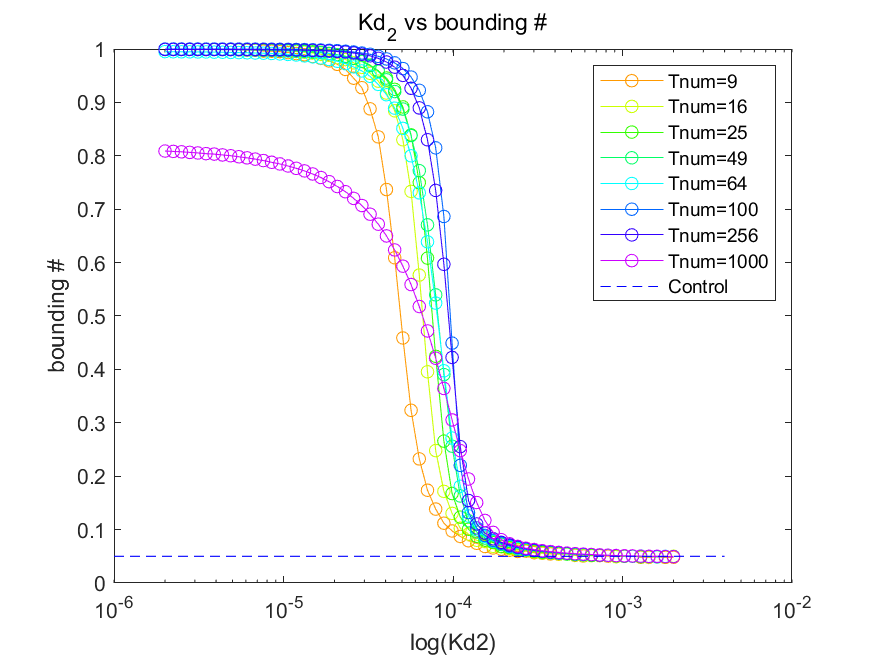 Kd2 vs bounding #
1
0.9
0.8
0.7
0.6
0.5
0.4
0.3
0.2
0.1
0
bounding #
Tnum=9
Tnum=16
Tnum=25
Tnum=49
Tnum=64
Tnum=100
Tnum=256
Tnum=1000
Control
10-6 10-5 10-4 10-3 10-2
log(Kd2)